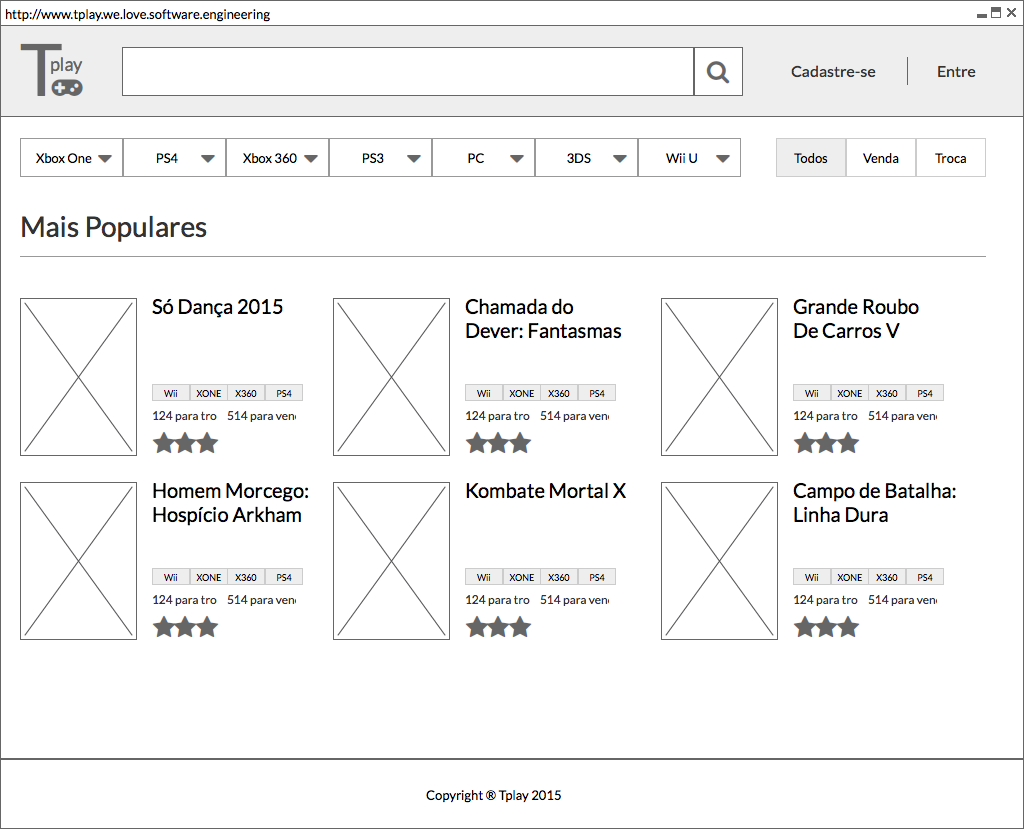 http://www.tplay.we.love.software.engineering
Tplay
Cadastre-se
Entre
Xbox One
PS4
Xbox 360
PS3
PC
3DS
Wii U
Todos
Venda
Troca
Mais Populares
Só Dança 2015
Wii XONE X360 PS4
124 para tro 514 para ven
Chamada do
Dever: Fantasmas
Wii XONE X360 PS4
124 para tro 514 para ven
Grande Roubo
De Carros V
Wii XONE X360 PS4
124 para tro 514 para ven
Homem Morcego:
Hospício Arkham
Wii XONE X360 PS4
124 para tro 514 para ven
Kombate Mortal X
Wii XONE X360 PS4
124 para tro 514 para ven
Campo de Batalha:
Linha Dura
Wii XONE X360 PS4
124 para tro 514 para ven
Copyright ® Tplay 2015